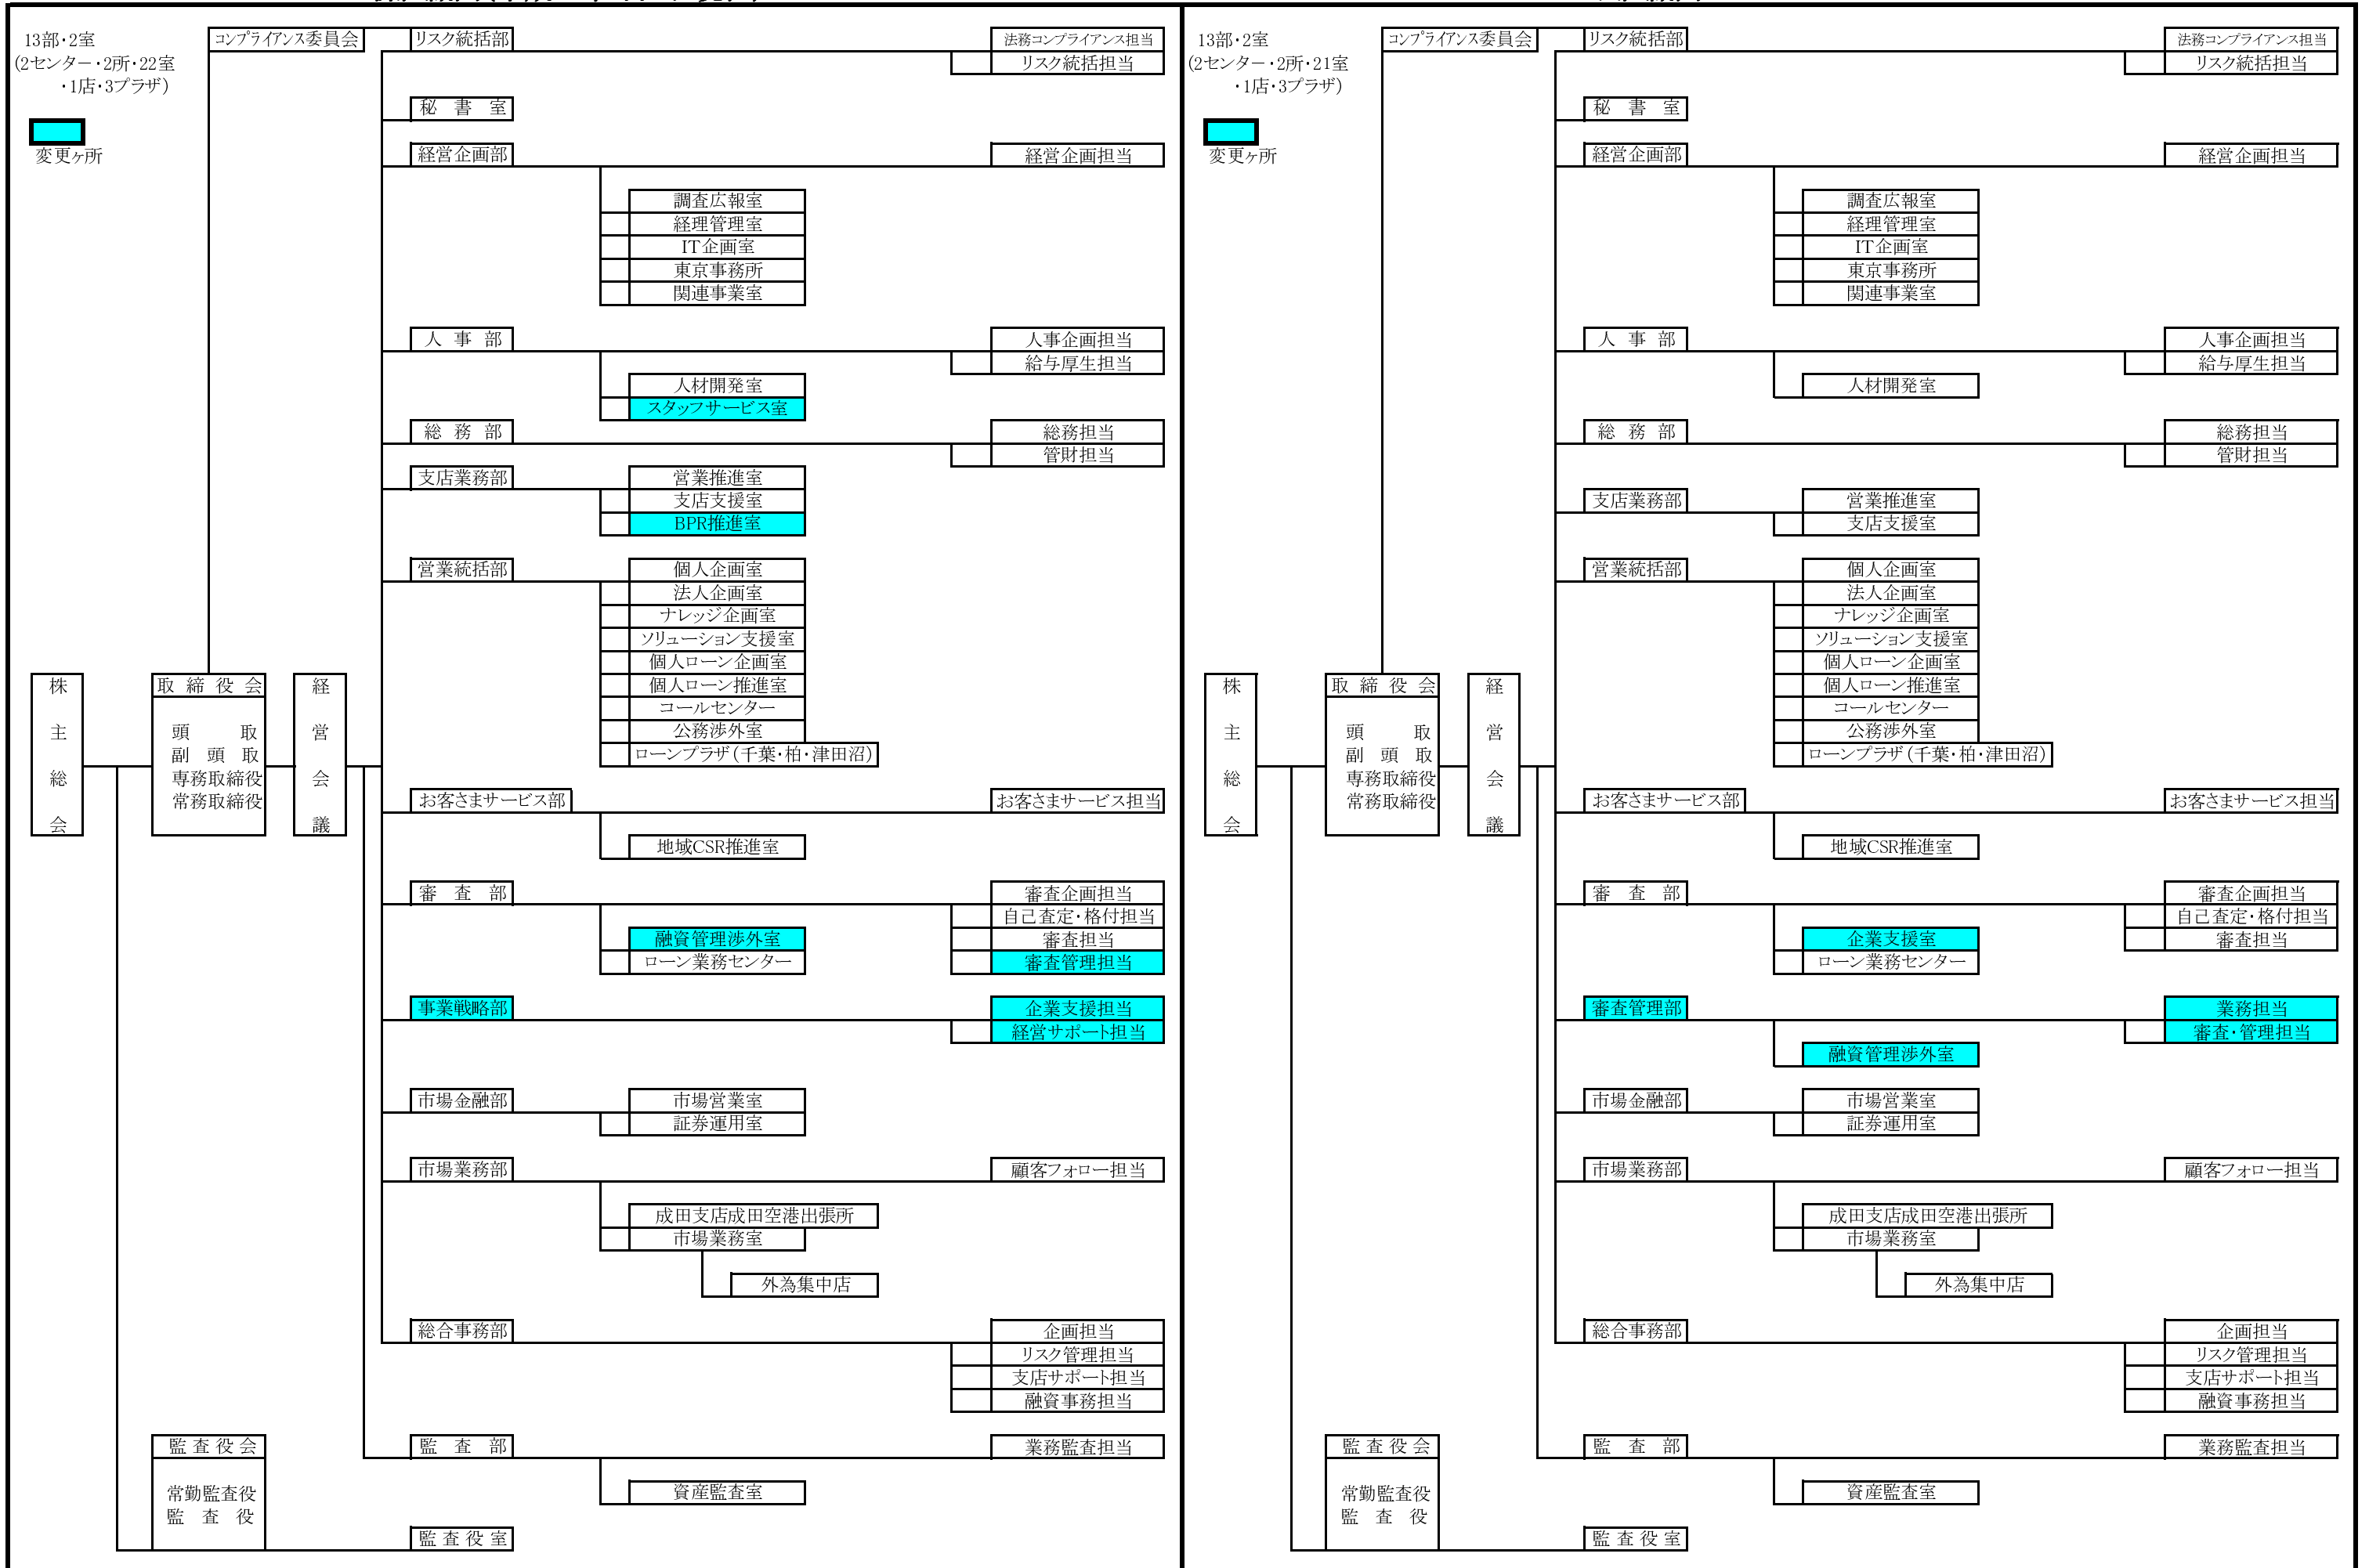 13部・2室
(2センター・2所・22室
・1店・3プラザ)
変更ヶ所
コンプライアンス委員会
リスク統括部
法務コンプライアンス担当
リスク統括担当
秘書室
経営企画部
経営企画担当
調査広報室
経理管理室
IT企画室
東京事務所
関連事業室
人事部
人事企画担当
給与厚生担当
人材開発室
スタッフサービス室
総務部
総務担当
管財担当
支店業務部
営業推進室
支店支援室
BPR推進室
営業統括部
個人企画室
法人企画室
ナレッジ企画室
ソリューション支援室
個人ローン企画室
個人ローン推進室
コールセンター
公務渉外室
ローンプラザ(千葉・柏・津田沼)
株主総会
取締役会
頭取
副頭取
専務取締役
常務取締役
経営会議
お客さまサービス部
お客さまサービス担当
地域CSR推進室
審査部
審査企画担当
自己査定・格付担当
審査担当
審査管理担当
融資管理渉外室
ローン業務センター
事業戦略部
企業支援担当
経営サポート担当
市場金融部
市場営業室
証券運用室
市場業務部
顧客フォロー担当
成田支店成田空港出張所
市場業務室
外為集中店
総合事務部
企画担当
リスク管理担当
支店サポート担当
融資事務担当
監査役会
常勤監査役
監査役
監査部
業務監査担当
資産監査室
監査役室
13部・2室
(2センター・2所・21室
・1店・3プラザ)
変更ヶ所
コンプライアンス委員会
リスク統括部
法務コンプライアンス担当
リスク統括担当
秘書室
経営企画部
経営企画担当
調査広報室
経理管理室
IT企画室
東京事務所
関連事業室
人事部
人事企画担当
給与厚生担当
人材開発室
総務部
総務担当
管財担当
支店業務部
営業推進室
支店支援室
営業統括部
個人企画室
法人企画室
ナレッジ企画室
ソリューション支援室
個人ローン企画室
個人ローン推進室
コールセンター
公務渉外室
ローンプラザ(千葉・柏・津田沼)
株主総会
取締役会
頭取
副頭取
専務取締役
常務取締役
経営会議
お客さまサービス部
お客さまサービス担当
地域CSR推進室
審査部
審査企画担当
自己査定・格付担当
審査担当
企業支援室
ローン業務センター
審査管理部
業務担当
審査・管理担当
融資管理渉外室
市場金融部
市場営業室
証券運用室
市場業務部
顧客フォロー担当
成田支店成田空港出張所
市場業務室
外為集中店
総合事務部
企画担当
リスク管理担当
支店サポート担当
融資事務担当
監査役会
常勤監査役
監査役
監査部
業務監査担当
資産監査室
監査役室